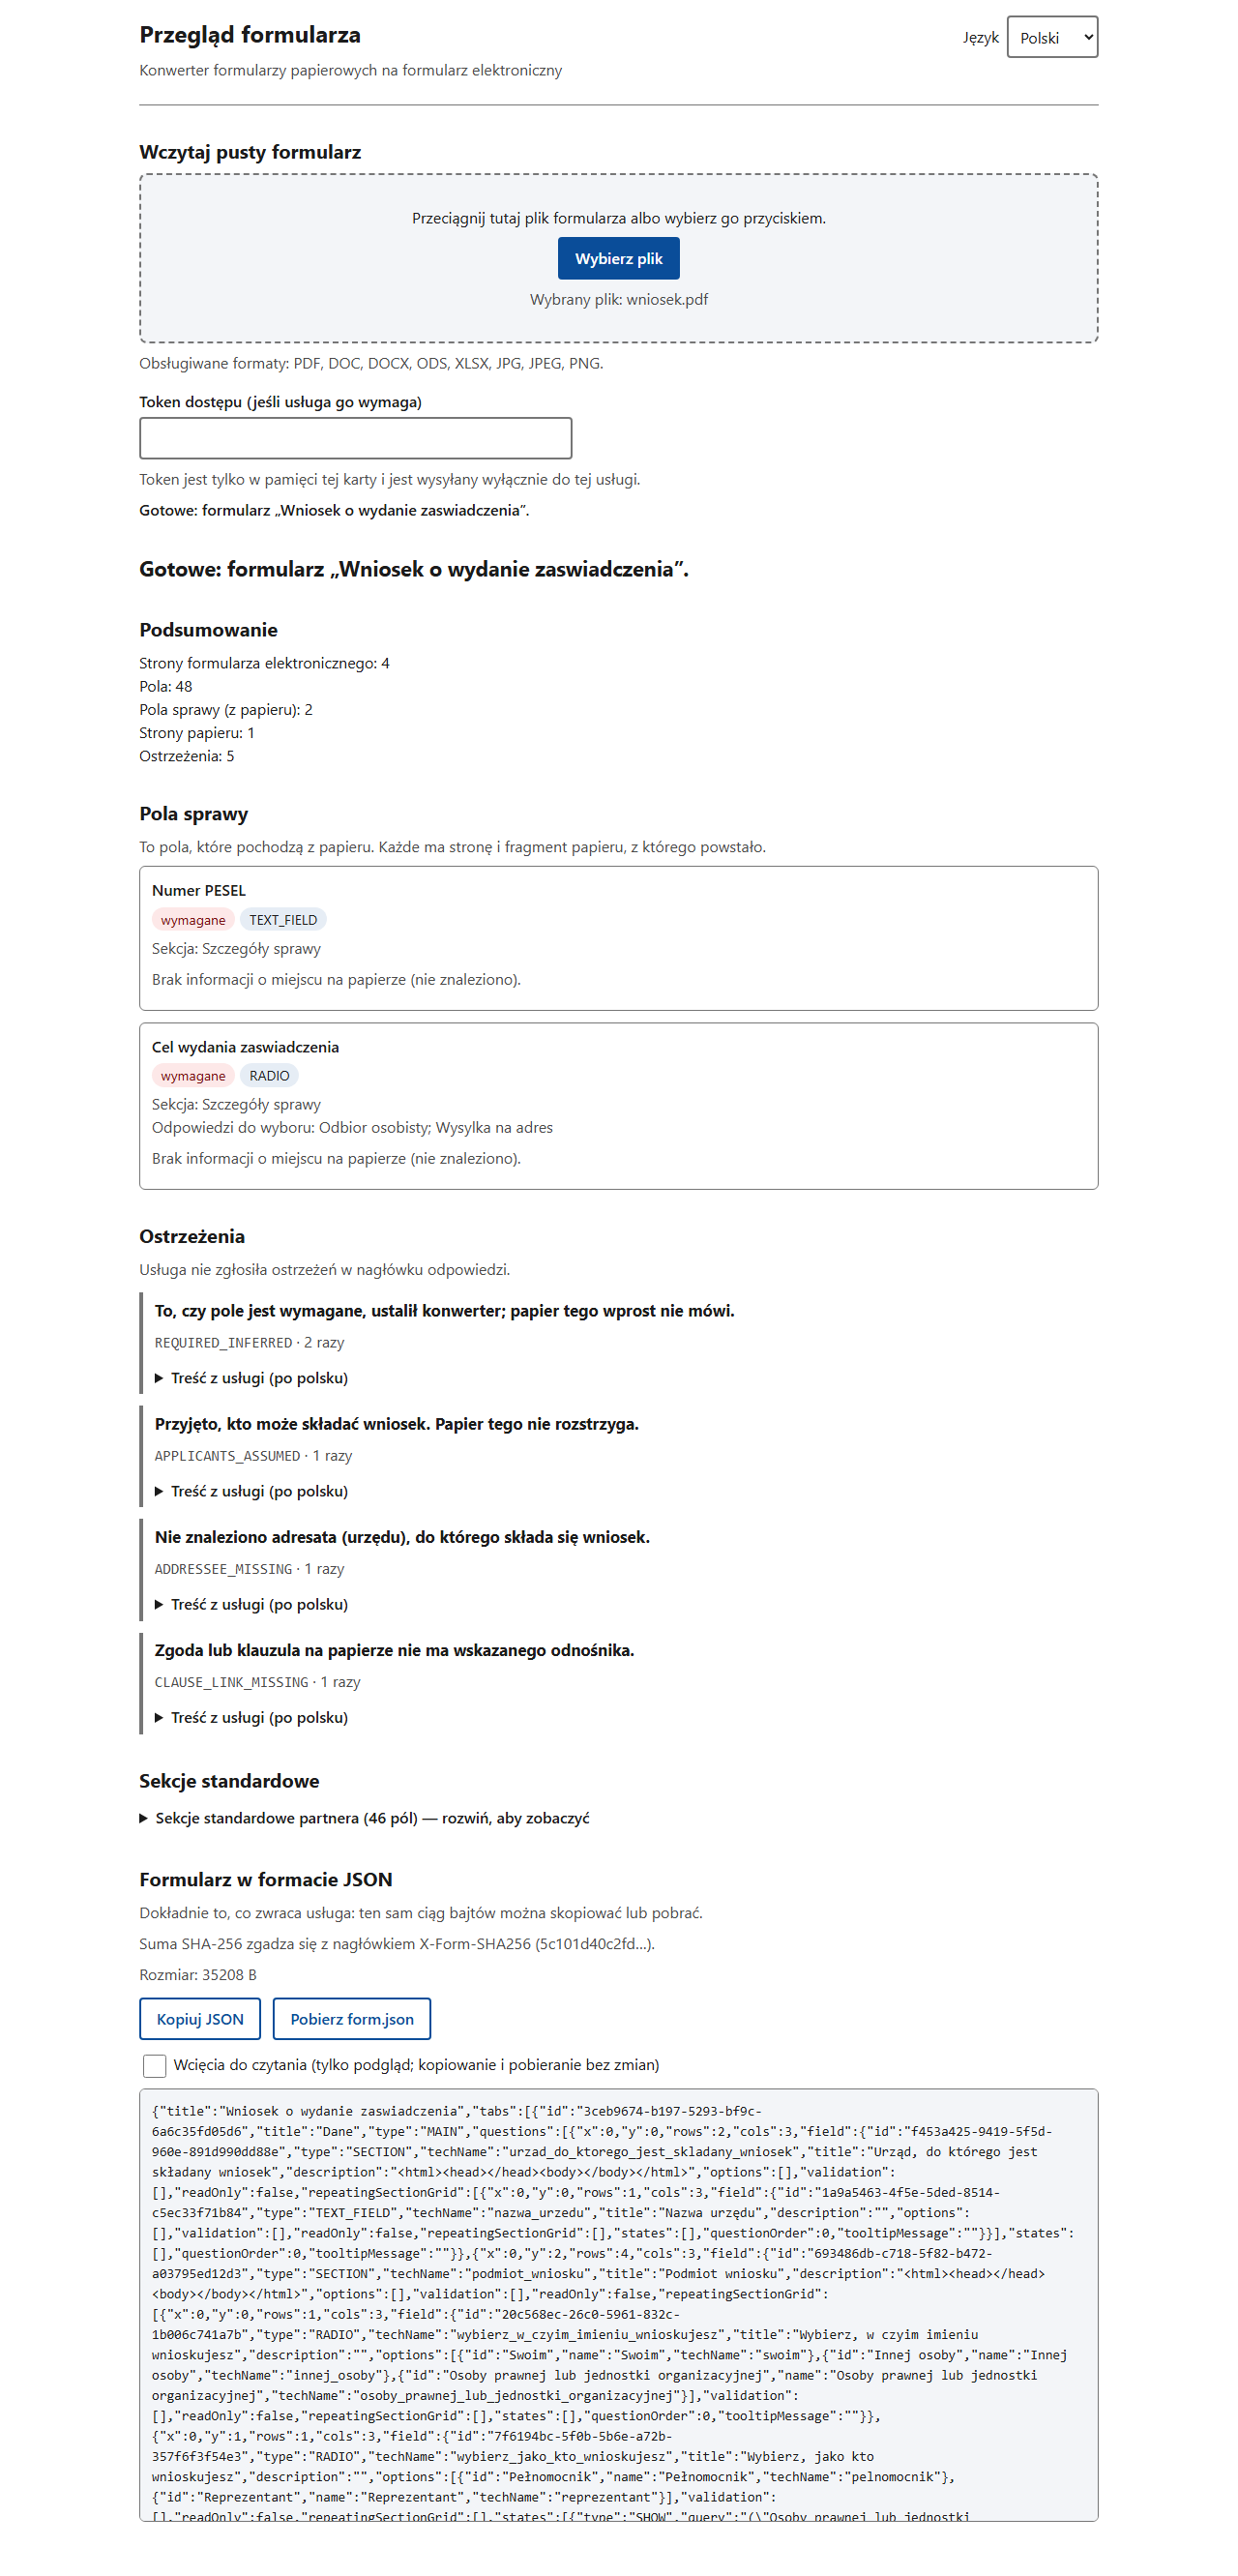 Przegląd formularza
Język
Polski
Konwerter formularzy papierowych na formularz elektroniczny
Wczytaj pusty formularz
Przeciągnij tutaj plik formularza albo wybierz go przyciskiem.
Wybierz plik
Wybrany plik: wniosek.pdf
Obsługiwane formaty: PDF, DOC, DOCX, ODS, XLSX, JPG, JPEG, PNG.
Token dostępu (jeśli usługa go wymaga)
Token jest tylko w pamięci tej karty i jest wysyłany wyłącznie do tej usługi.
Gotowe: formularz „Wniosek o wydanie zaswiadczenia”.
Gotowe: formularz „Wniosek o wydanie zaswiadczenia”.
Podsumowanie
Strony formularza elektronicznego: 4
Pola: 48
Pola sprawy (z papieru): 2
Strony papieru: 1
Ostrzeżenia: 5
Pola sprawy
To pola, które pochodzą z papieru. Każde ma stronę i fragment papieru, z którego powstało.
Numer PESEL
wymagane TEXT_FIELD
Sekcja: Szczegóły sprawy
Brak informacji o miejscu na papierze (nie znaleziono).
Cel wydania zaswiadczenia
wymagane RADIO
Sekcja: Szczegóły sprawy
Odpowiedzi do wyboru: Odbior osobisty; Wysylka na adres
Brak informacji o miejscu na papierze (nie znaleziono).
Ostrzeżenia
Usługa nie zgłosiła ostrzeżeń w nagłówku odpowiedzi.
To, czy pole jest wymagane, ustalił konwerter; papier tego wprost nie mówi.
REQUIRED_INFERRED · 2 razy
Treść z usługi (po polsku)
Przyjęto, kto może składać wniosek. Papier tego nie rozstrzyga.
APPLICANTS_ASSUMED · 1 razy
Treść z usługi (po polsku)
Nie znaleziono adresata (urzędu), do którego składa się wniosek.
ADDRESSEE_MISSING · 1 razy
Treść z usługi (po polsku)
Zgoda lub klauzula na papierze nie ma wskazanego odnośnika.
CLAUSE_LINK_MISSING · 1 razy
Treść z usługi (po polsku)
Sekcje standardowe
Sekcje standardowe partnera (46 pól) — rozwiń, aby zobaczyć
Formularz w formacie JSON
Dokładnie to, co zwraca usługa: ten sam ciąg bajtów można skopiować lub pobrać.
Suma SHA-256 zgadza się z nagłówkiem X-Form-SHA256 (5c101d40c2fd…).
Rozmiar: 35208 B
Kopiuj JSON
Pobierz form.json
Wcięcia do czytania (tylko podgląd; kopiowanie i pobieranie bez zmian)
{"title":"Wniosek o wydanie zaswiadczenia","tabs":[{"id":"3ceb9674-b197-5293-bf9c-
6a6c35fd05d6","title":"Dane","type":"MAIN","questions":[{"x":0,"y":0,"rows":2,"cols":3,"field":{"id":"f453a425-9419-5f5d-
960e-891d990dd88e","type":"SECTION","techName":"urzad_do_ktorego_jest_skladany_wniosek","title":"Urząd, do którego jest
składany wniosek","description":"<html><head></head><body></body></html>","options":[],"validation":
[],"readOnly":false,"repeatingSectionGrid":[{"x":0,"y":0,"rows":1,"cols":3,"field":{"id":"1a9a5463-4f5e-5ded-8514-
c5ec33f71b84","type":"TEXT_FIELD","techName":"nazwa_urzedu","title":"Nazwa urzędu","description":"","options":
[],"validation":[],"readOnly":false,"repeatingSectionGrid":[],"states":[],"questionOrder":0,"tooltipMessage":""}}],"states":
[],"questionOrder":0,"tooltipMessage":""}},{"x":0,"y":2,"rows":4,"cols":3,"field":{"id":"693486db-c718-5f82-b472-
a03795ed12d3","type":"SECTION","techName":"podmiot_wniosku","title":"Podmiot wniosku","description":"<html><head></head>
<body></body></html>","options":[],"validation":[],"readOnly":false,"repeatingSectionGrid":
[{"x":0,"y":0,"rows":1,"cols":3,"field":{"id":"20c568ec-26c0-5961-832c-
1b006c741a7b","type":"RADIO","techName":"wybierz_w_czyim_imieniu_wnioskujesz","title":"Wybierz, w czyim imieniu
wnioskujesz","description":"","options":[{"id":"Swoim","name":"Swoim","techName":"swoim"},{"id":"Innej osoby","name":"Innej
osoby","techName":"innej_osoby"},{"id":"Osoby prawnej lub jednostki organizacyjnej","name":"Osoby prawnej lub jednostki
organizacyjnej","techName":"osoby_prawnej_lub_jednostki_organizacyjnej"}],"validation":
[],"readOnly":false,"repeatingSectionGrid":[],"states":[],"questionOrder":0,"tooltipMessage":""}},
{"x":0,"y":1,"rows":1,"cols":3,"field":{"id":"7f6194bc-5f0b-5b6e-a72b-
357f6f3f54e3","type":"RADIO","techName":"wybierz_jako_kto_wnioskujesz","title":"Wybierz, jako kto
wnioskujesz","description":"","options":[{"id":"Pełnomocnik","name":"Pełnomocnik","techName":"pelnomocnik"},
{"id":"Reprezentant","name":"Reprezentant","techName":"reprezentant"}],"validation":
[],"readOnly":false,"repeatingSectionGrid":[],"states":[{"type":"SHOW","query":"(\"Osoby prawnej lub jednostki